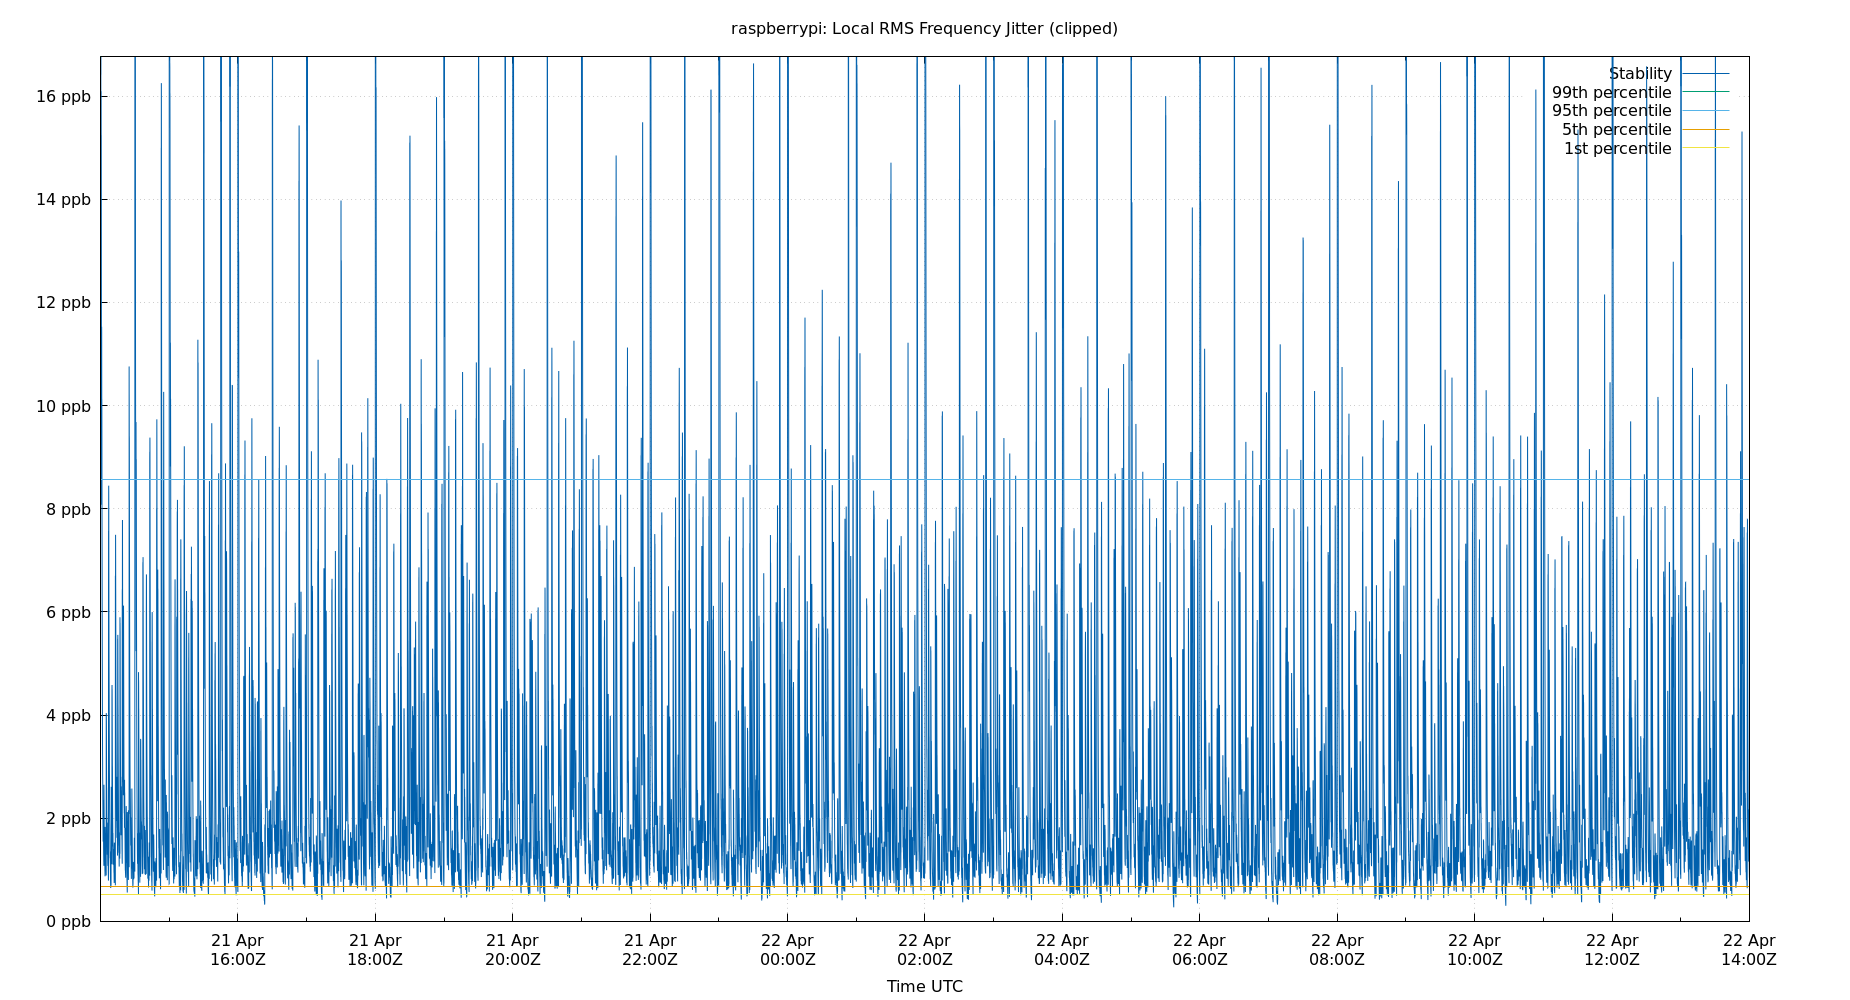 raspberrypi: Local RMS Frequency Jitter (clipped)
Stability
99th percentile
95th percentile
5th percentile
1st percentile
16 ppb
14 ppb
12 ppb
10 ppb
8 ppb
6 ppb
4 ppb
2 ppb
0 ppb
21 Apr 21 Apr 21 Apr 21 Apr 22 Apr 22 Apr 22 Apr 22 Apr 22 Apr 22 Apr 22 Apr 22 Apr
16:00Z 18:00Z 20:00Z 22:00Z 00:00Z 02:00Z 04:00Z 06:00Z 08:00Z 10:00Z 12:00Z 14:00Z
Time UTC